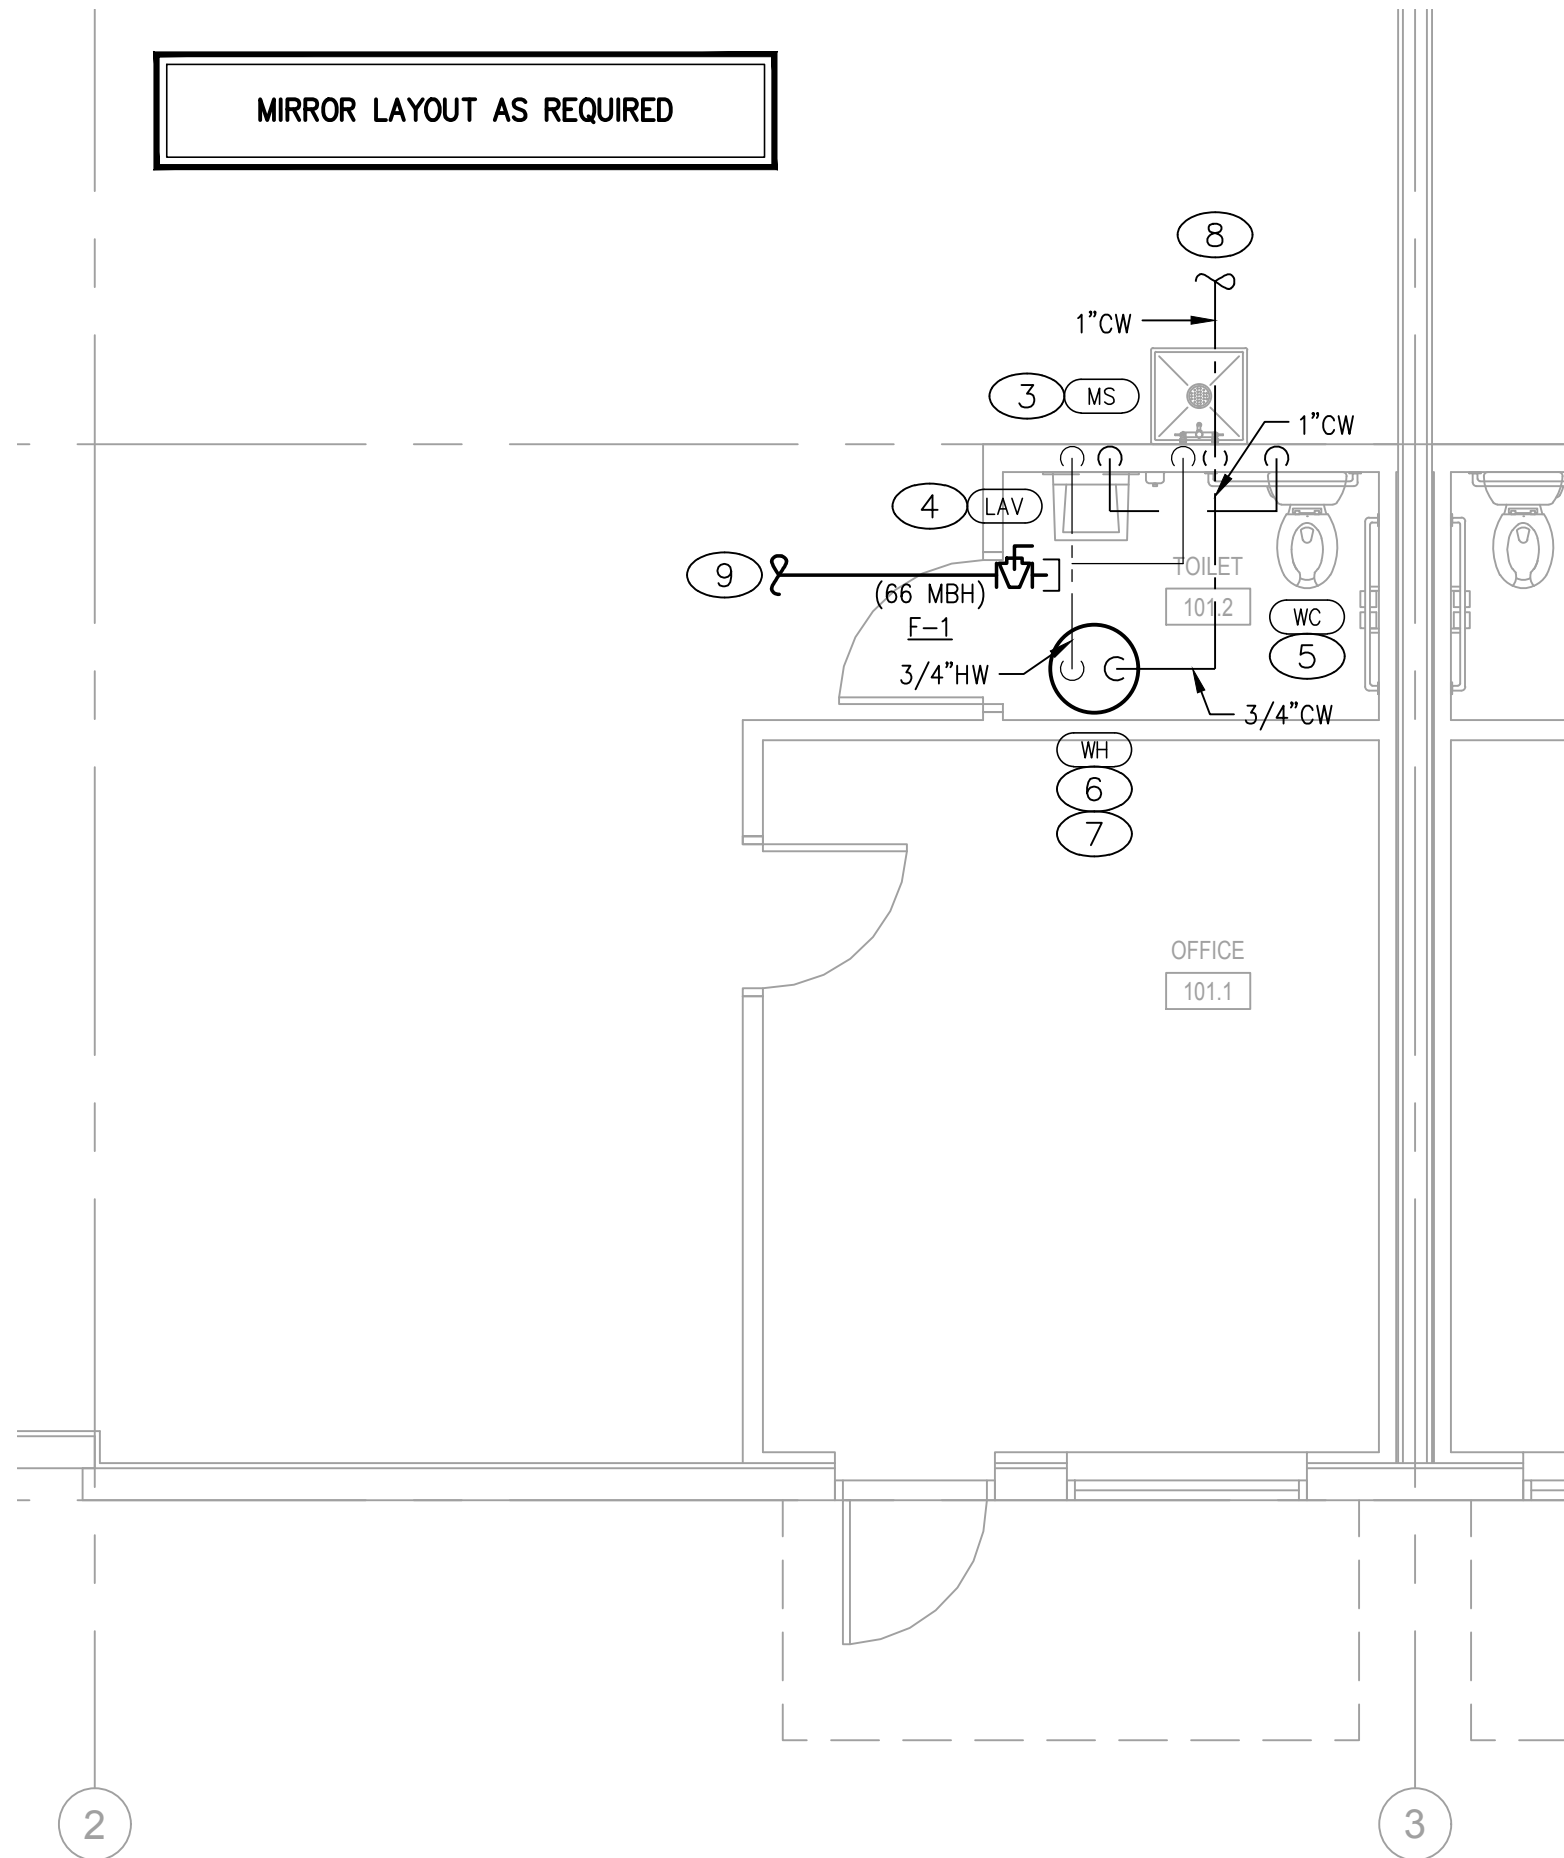 MIRROR LAYOUT AS REQUIRED
8
1"CW
3 MS
1"CW
4 LAV
9
(66 MBH)
F-1
TOILET
101.2
WC
5
3/4"HW
3/4"CW
WH
6
7
OFFICE
101.1
2
3